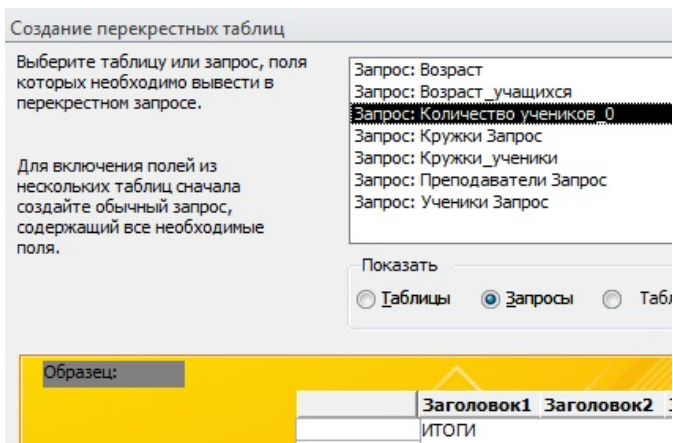 Создание перекрестных таблиц
Выберите таблицу или запрос, поля
которых необходимо вывести в
перекрестном запросе.
Для включения полей из
нескольких таблиц сначала
создайте обычный запрос,
содержащий все необходимые
поля.
Запрос: Возраст
Запрос: Возраст_учащихся
Запрос: Количество учеников_0
Запрос: Кружки Запрос
Запрос: Кружки_ученики
Запрос: Преподаватели Запрос
Запрос: Ученики Запрос
Показать
Таблицы Запросы Табл
Образец:
Заголовок1 Заголовок2
ИТОГИ